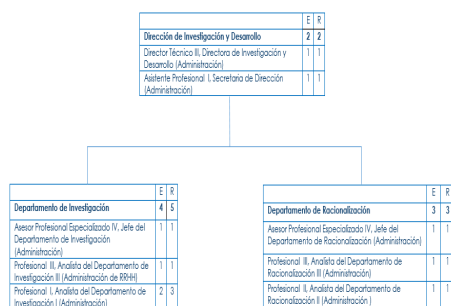 E R
Dirección de Investigación y Desarrollo 2 2
Director Técnico III, Directora de Investigación y 1 1
Desarrollo (Administración)
Asistente Profesional I, Secretaria de Dirección 1 1
(Administración)
E R
Departamento de Investigación 4 5
Asesor Profesional Especializado IV, Jefe del 1 1
Departamento de Investigación
(Administración)
Profesional III, Analista del Departamento de 1 1
Investigación III (Administración de RRHH)
Profesional I, Analista del Departamento de 2 3
Investigación I (Administración)
E R
Departamento de Racionalización 3 3
Asesor Profesional Especializado IV, Jefe del 1 1
Departamento de Racionalización (Administración)
Profesional III, Analista del Departamento de 1 1
Racionalización III (Administración)
Profesional II, Analista del Departamento de 1 1
Racionalización II (Administración )